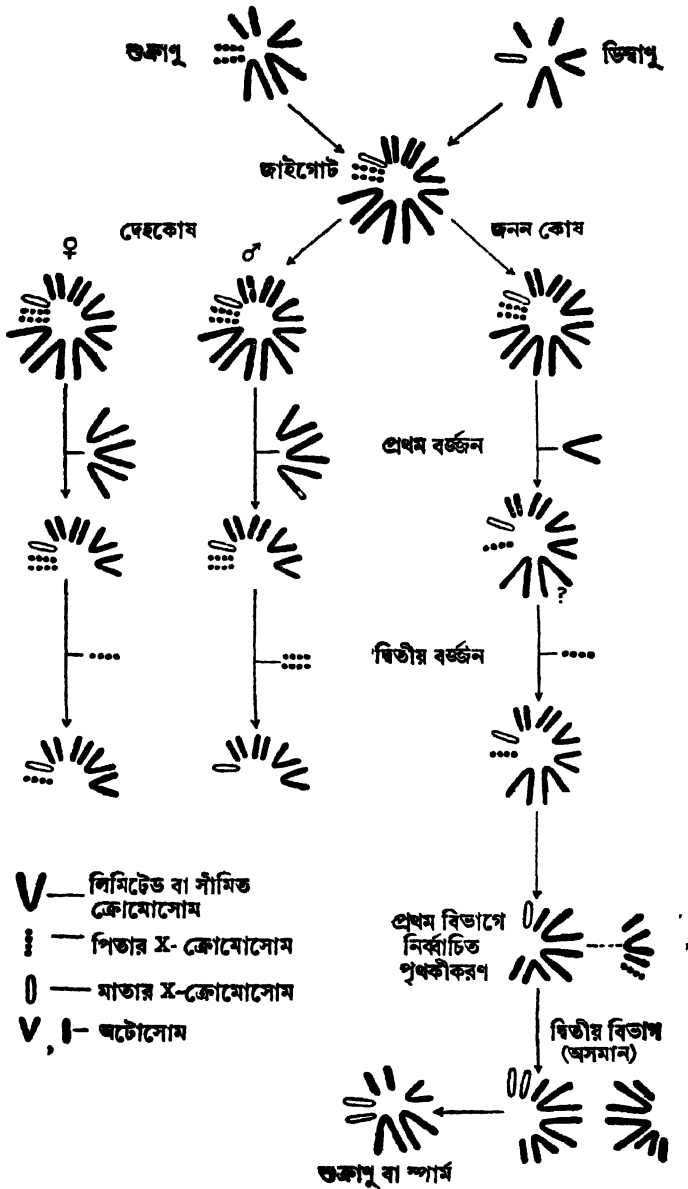 শুক্রাণু
ডিম্বাণু
জাইগোট
♀
দেহকোষ
♂
জনন কোষ
প্রথম বর্জ্জন
?
দ্বিতীয় বর্জ্জন
লিমিটেড বা সীমিত
ক্রোমোসোম
পিতার X-ক্রোমোসোম
মাতার X-ক্রোমোসোম
, - অটোসোম
প্রথম বিভাগে
নির্ব্বাচিত
পৃথকীকরণ
দ্বিতীয় বিভাগ
(অসমান)
শুক্রাণু বা স্পার্ম